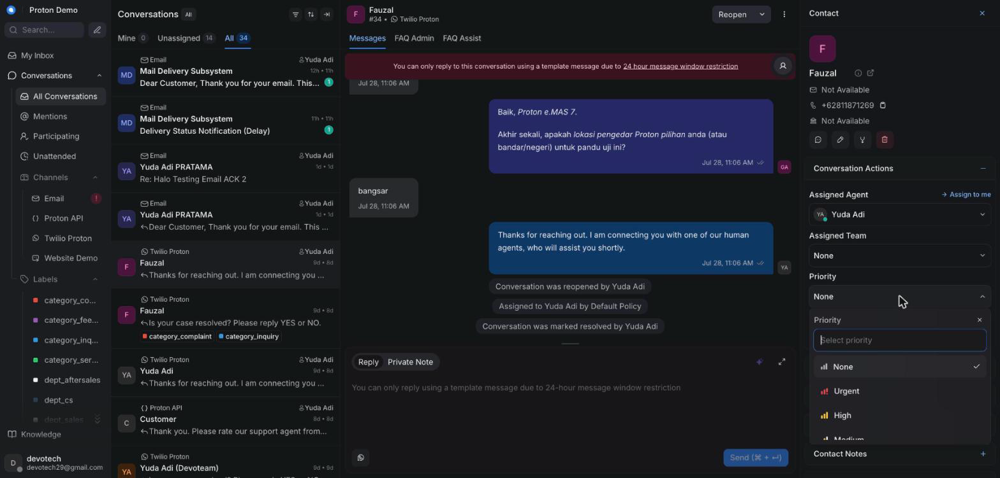 Proton Demo
Search...
My Inbox
Conversations
All Conversations
Mentions
Participating
Unattended
Channels
Email
!
Proton API
Twilio Proton
Website Demo
Labels
category_co...
category_fee...
category_inq...
category_ser...
dept_aftersales
dept_cs
dept_sales
Knowledge
D
devotech
devotech29@gmail.com
Conversations All
Mine 0 Unassigned 14 All 34
Email Yuda Adi
MD Mail Delivery Subsystem 12h • 11h
Dear Customer, Thank you for your email. This... 1
Email
MD Mail Delivery Subsystem 11h • 11h
Delivery Status Notification (Delay) 1
Email Yuda Adi
YA Yuda Adi PRATAMA 1d • 1d
Re: Halo Testing Email ACK 2
Email Yuda Adi
YA Yuda Adi PRATAMA 1d • 1d
Dear Customer, Thank you for your email. This ...
Twilio Proton Yuda Adi
F Fauzal 9d • 8d
Thanks for reaching out. I am connecting you ...
Twilio Proton
F Fauzal 9d • 8d
Is your case resolved? Please reply YES or NO.
category_complaint category_inquiry
Twilio Proton Yuda Adi
YA Yuda Adi 9d • 8d
Thanks for reaching out. I am connecting you ...
Proton API Yuda Adi
C Customer 8d • 8d
Thank you. Please rate our support agent from...
Twilio Proton
YA Yuda Adi (Devoteam) 9d • 9d
F Fauzal
#34 • Twilio Proton
Reopen
Messages FAQ Admin FAQ Assist
You can only reply to this conversation using a template message due to 24 hour message window restriction
Jul 28, 11:06 AM
Baik, Proton e.MAS 7.
Akhir sekali, apakah lokasi pengedar Proton pilihan anda (atau
bandar/negeri) untuk pandu uji ini?
Jul 28, 11:06 AM
GA
bangsar
Jul 28, 11:06 AM
Thanks for reaching out. I am connecting you with one of our human
agents, who will assist you shortly.
Jul 28, 11:06 AM
YA
Conversation was reopened by Yuda Adi
Assigned to Yuda Adi by Default Policy
Conversation was marked resolved by Yuda Adi
Reply Private Note
You can only reply using a template message due to 24-hour message window restriction
Send (⌘ + ↵)
Contact
F
Fauzal
Not Available
+62811871269
Not Available
Conversation Actions
Assigned Agent → Assign to me
YA Yuda Adi
Assigned Team
None
Priority
None
Priority
Select priority
None
Urgent
High
Medium
Contact Notes